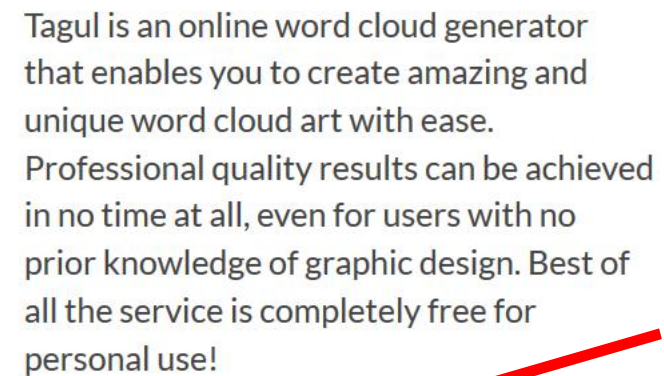 Tagul is an online word cloud generator
that enables you to create amazing and
unique word cloud art with ease.
Professional quality results can be achieved
in no time at all, even for users with no
prior knowledge of graphic design. Best of
all the service is completely free for
personal use!